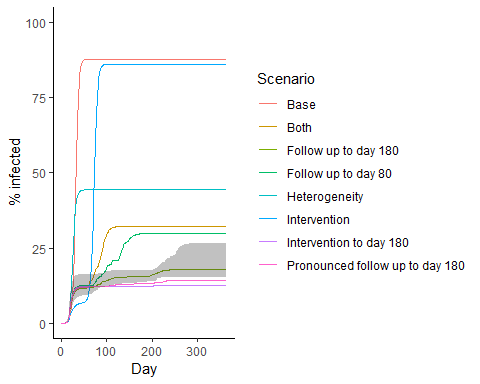 100
75
50
25
0
% infected
0 100 200 300
Day
Scenario
Base
Both
Follow up to day 180
Follow up to day 80
Heterogeneity
Intervention
Intervention to day 180
Pronounced follow up to day 180